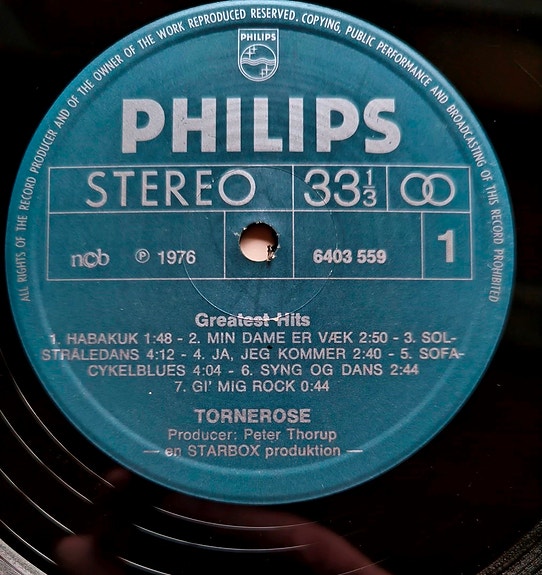 ALL RIGHTS OF THE RECORD PRODUCER AND OF THE OWNER OF THE WORK REPRODUCED RESERVED. COPYING, PUBLIC PERFORMANCE AND BROADCASTING OF THIS RECORD PROHIBITED
PHILIPS
PHILIPS
STEREO 33 1/3
ncb ℗ 1976 6403 559 1
Greatest Hits
1. HABAKUK 1:48 - 2. MIN DAME ER VÆK 2:50 - 3. SOL-
STRÅLEDANS 4:12 - 4. JA, JEG KOMMER 2:40 - 5. SOFA-
CYKELBLUES 4:04 - 6. SYNG OG DANS 2:44
7. GI' MIG ROCK 0:44
TORNEROSE
Producer: Peter Thorup
— en STARBOX produktion —